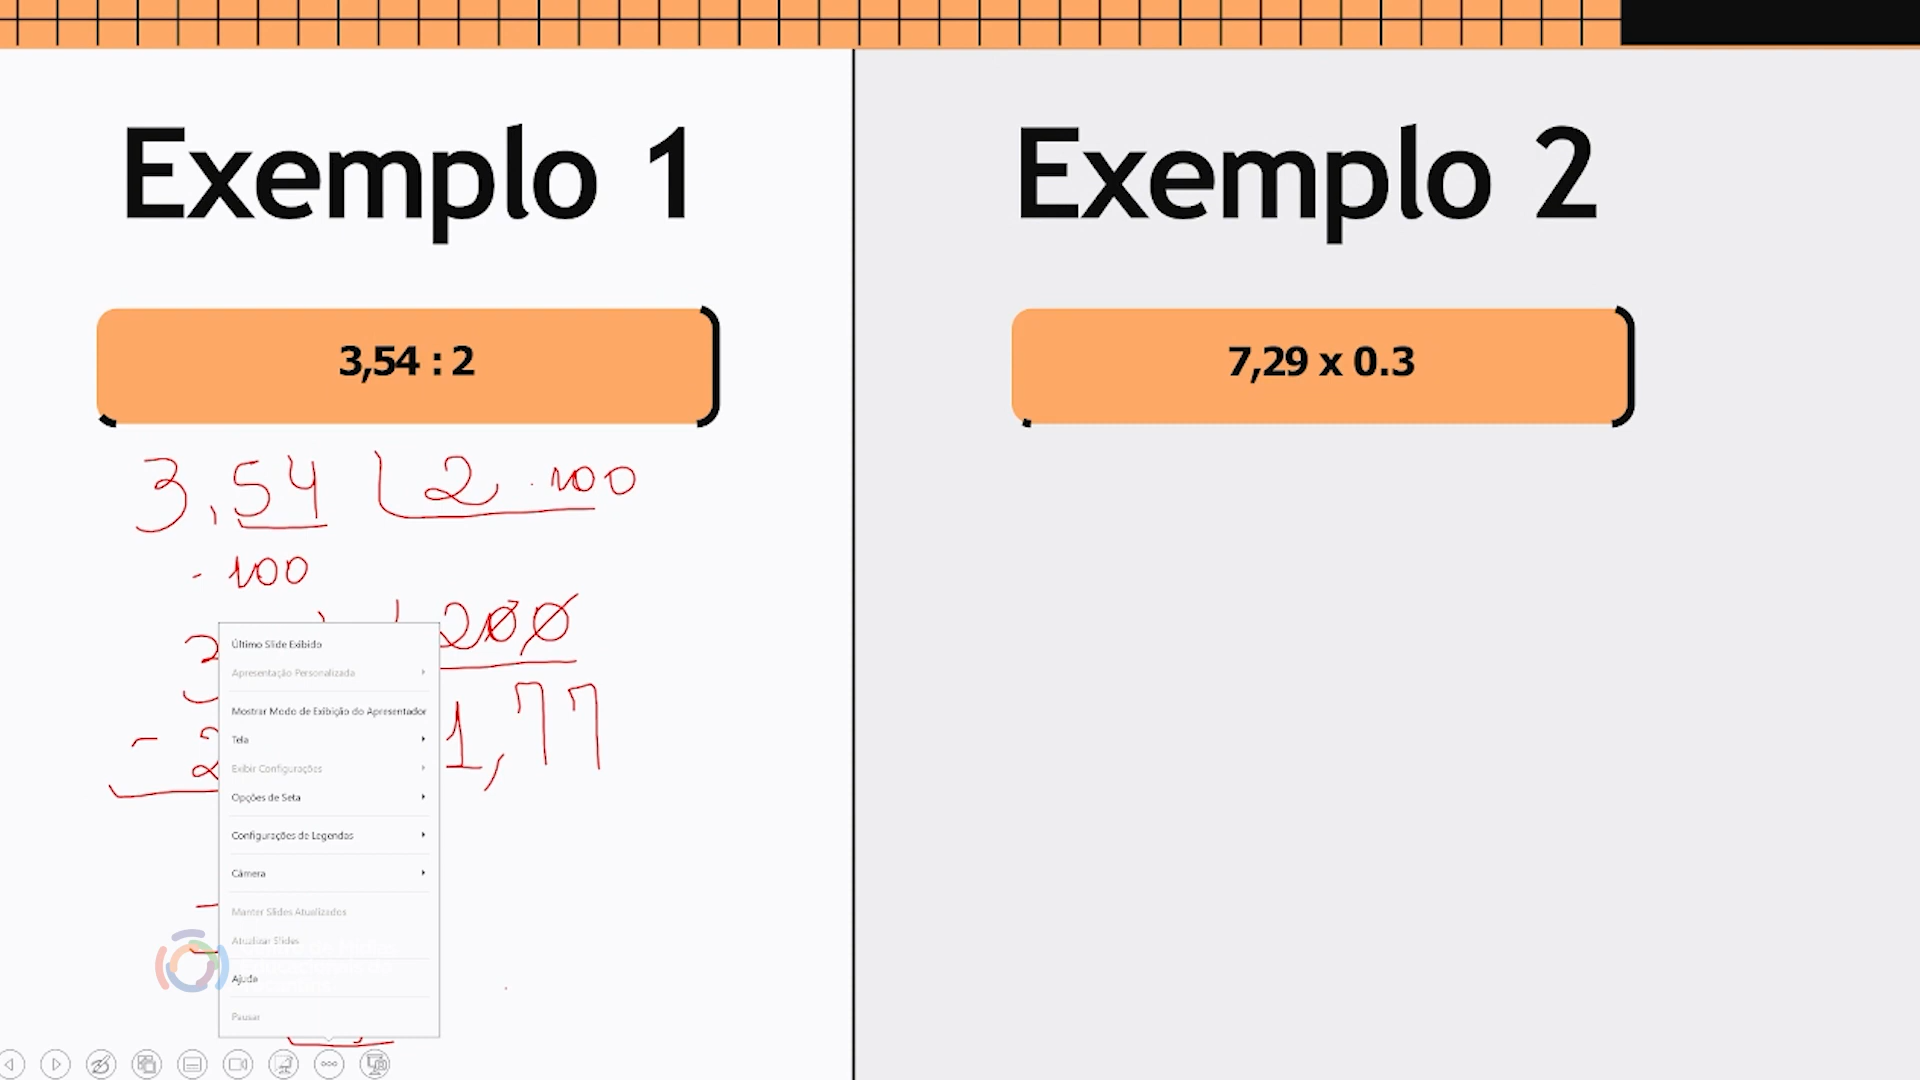 Exemplo 1
3,54 : 2
3,54 2 . 100
. 100
3
200
- 2
1,77
Último Slide Exibido
Apresentação Personalizada
Mostrar Modo de Exibição do Apresentador
Tela
Exibir Configurações
Opções de Seta
Configurações de Legendas
Câmera
Manter Slides Atualizados
Atualizar Slides
Ajuda
Pausar
Exemplo 2
7,29 x 0.3